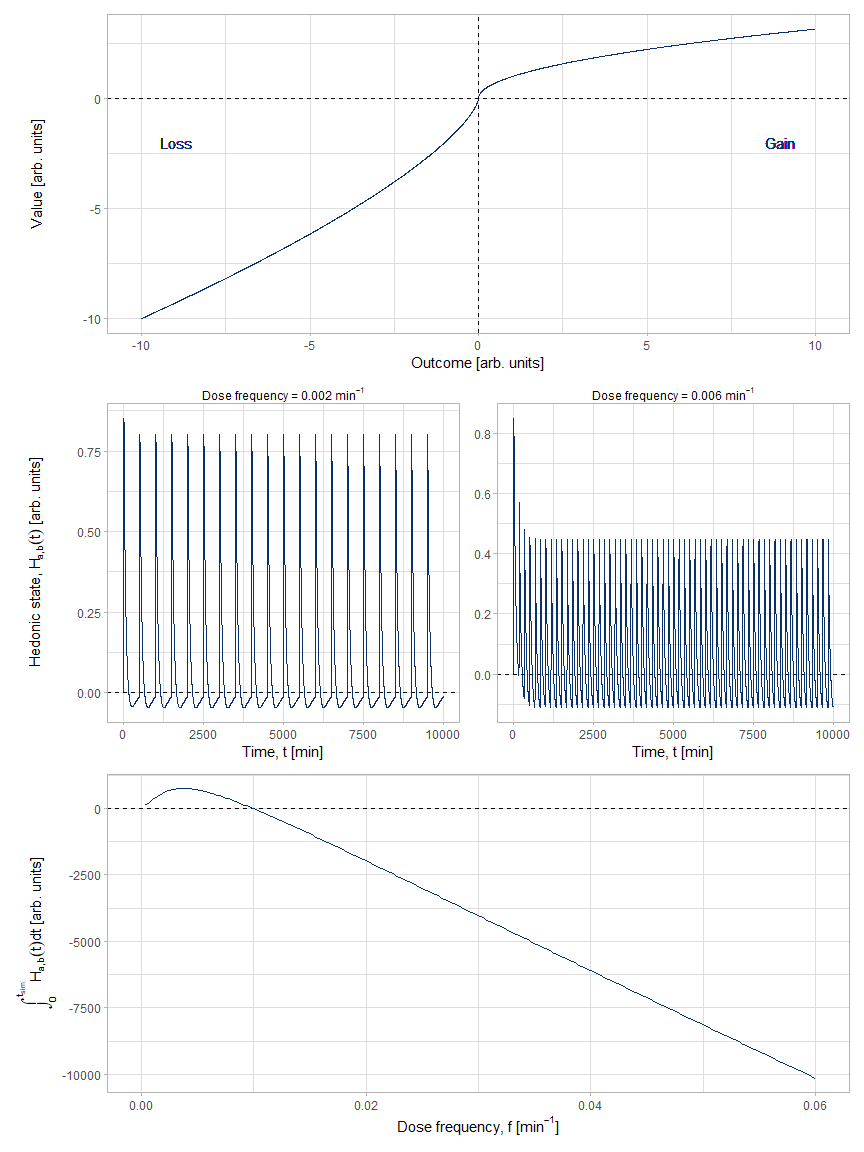 0
-5
-10
Value [arb. units]
Loss
Gain
-10 -5 0 5 10
Outcome [arb. units]
Dose frequency = 0.002 min⁻¹
0.75
0.50
0.25
0.00
Hedonic state, Hₐ,b(t) [arb. units]
0 2500 5000 7500 10000
Time, t [min]
Dose frequency = 0.006 min⁻¹
0.8
0.6
0.4
0.2
0.0
0 2500 5000 7500 10000
Time, t [min]
0
-2500
-5000
-7500
-10000
∫₀^tsim Hₐ,b(t)dt [arb. units]
0.00 0.02 0.04 0.06
Dose frequency, f [min⁻¹]